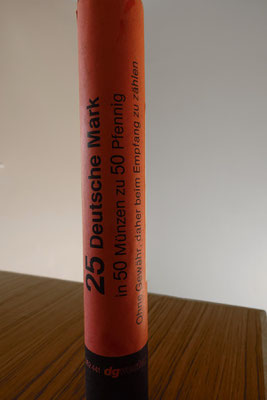 25 Deutsche Mark
in 50 Münzen zu 50 Pfennig
Ohne Gewähr, daher beim Empfang zu zählen